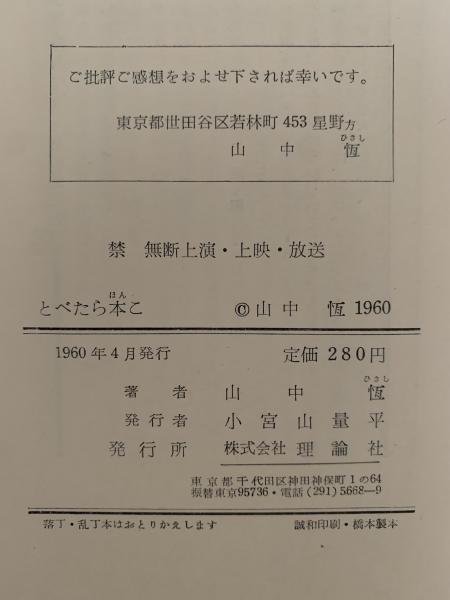 ご批評ご感想をおよせ下されば幸いです。
東京都世田谷区若林町 453 星野方
ひさし
山中 恆
禁 無断上演・上映・放送
ほん
とべたら本こ ©山中 恆 1960
1960年4月発行 定価 280円
ひさし
著者 山中 恆
発行者 小宮山量平
発行所 株式会社 理論社
東京都千代田区神田神保町1の64
振替東京95736・電話(291)5668―9
落丁・乱丁本はおとりかえします 誠和印刷・橋本製本